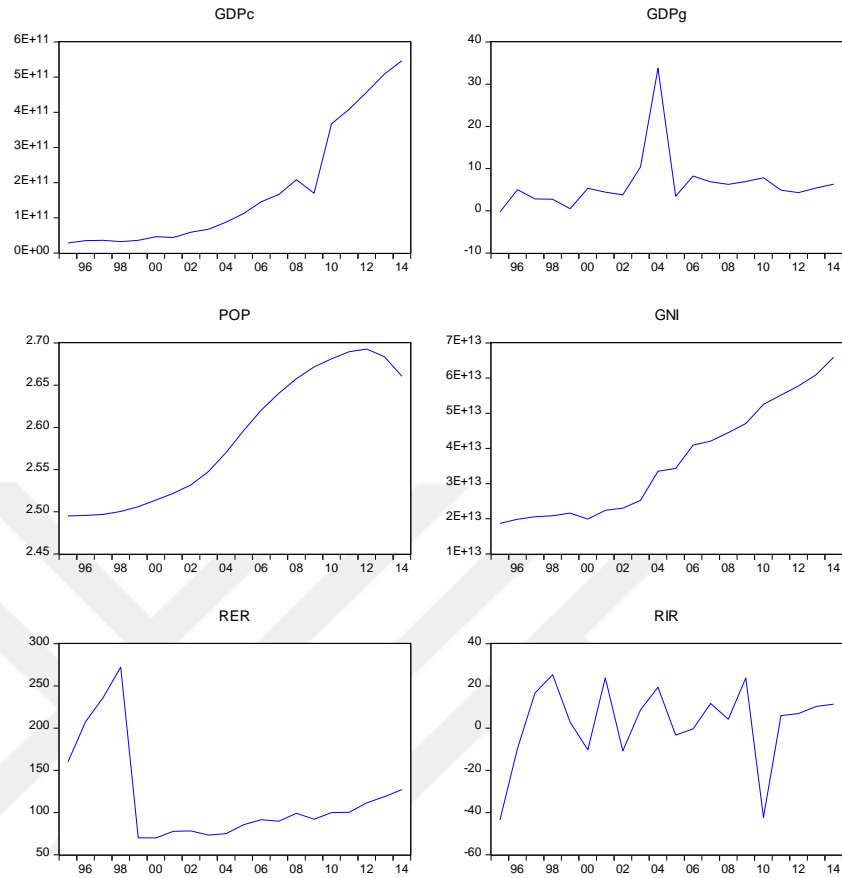 GDPc
6E+11
5E+11
4E+11
3E+11
2E+11
1E+11
0E+00
96 98 00 02 04 06 08 10 12 14
GDPg
40
30
20
10
0
-10
96 98 00 02 04 06 08 10 12 14
POP
2.70
2.65
2.60
2.55
2.50
2.45
96 98 00 02 04 06 08 10 12 14
GNI
7E+13
6E+13
5E+13
4E+13
3E+13
2E+13
1E+13
96 98 00 02 04 06 08 10 12 14
RER
300
250
200
150
100
50
96 98 00 02 04 06 08 10 12 14
RIR
40
20
0
-20
-40
-60
96 98 00 02 04 06 08 10 12 14